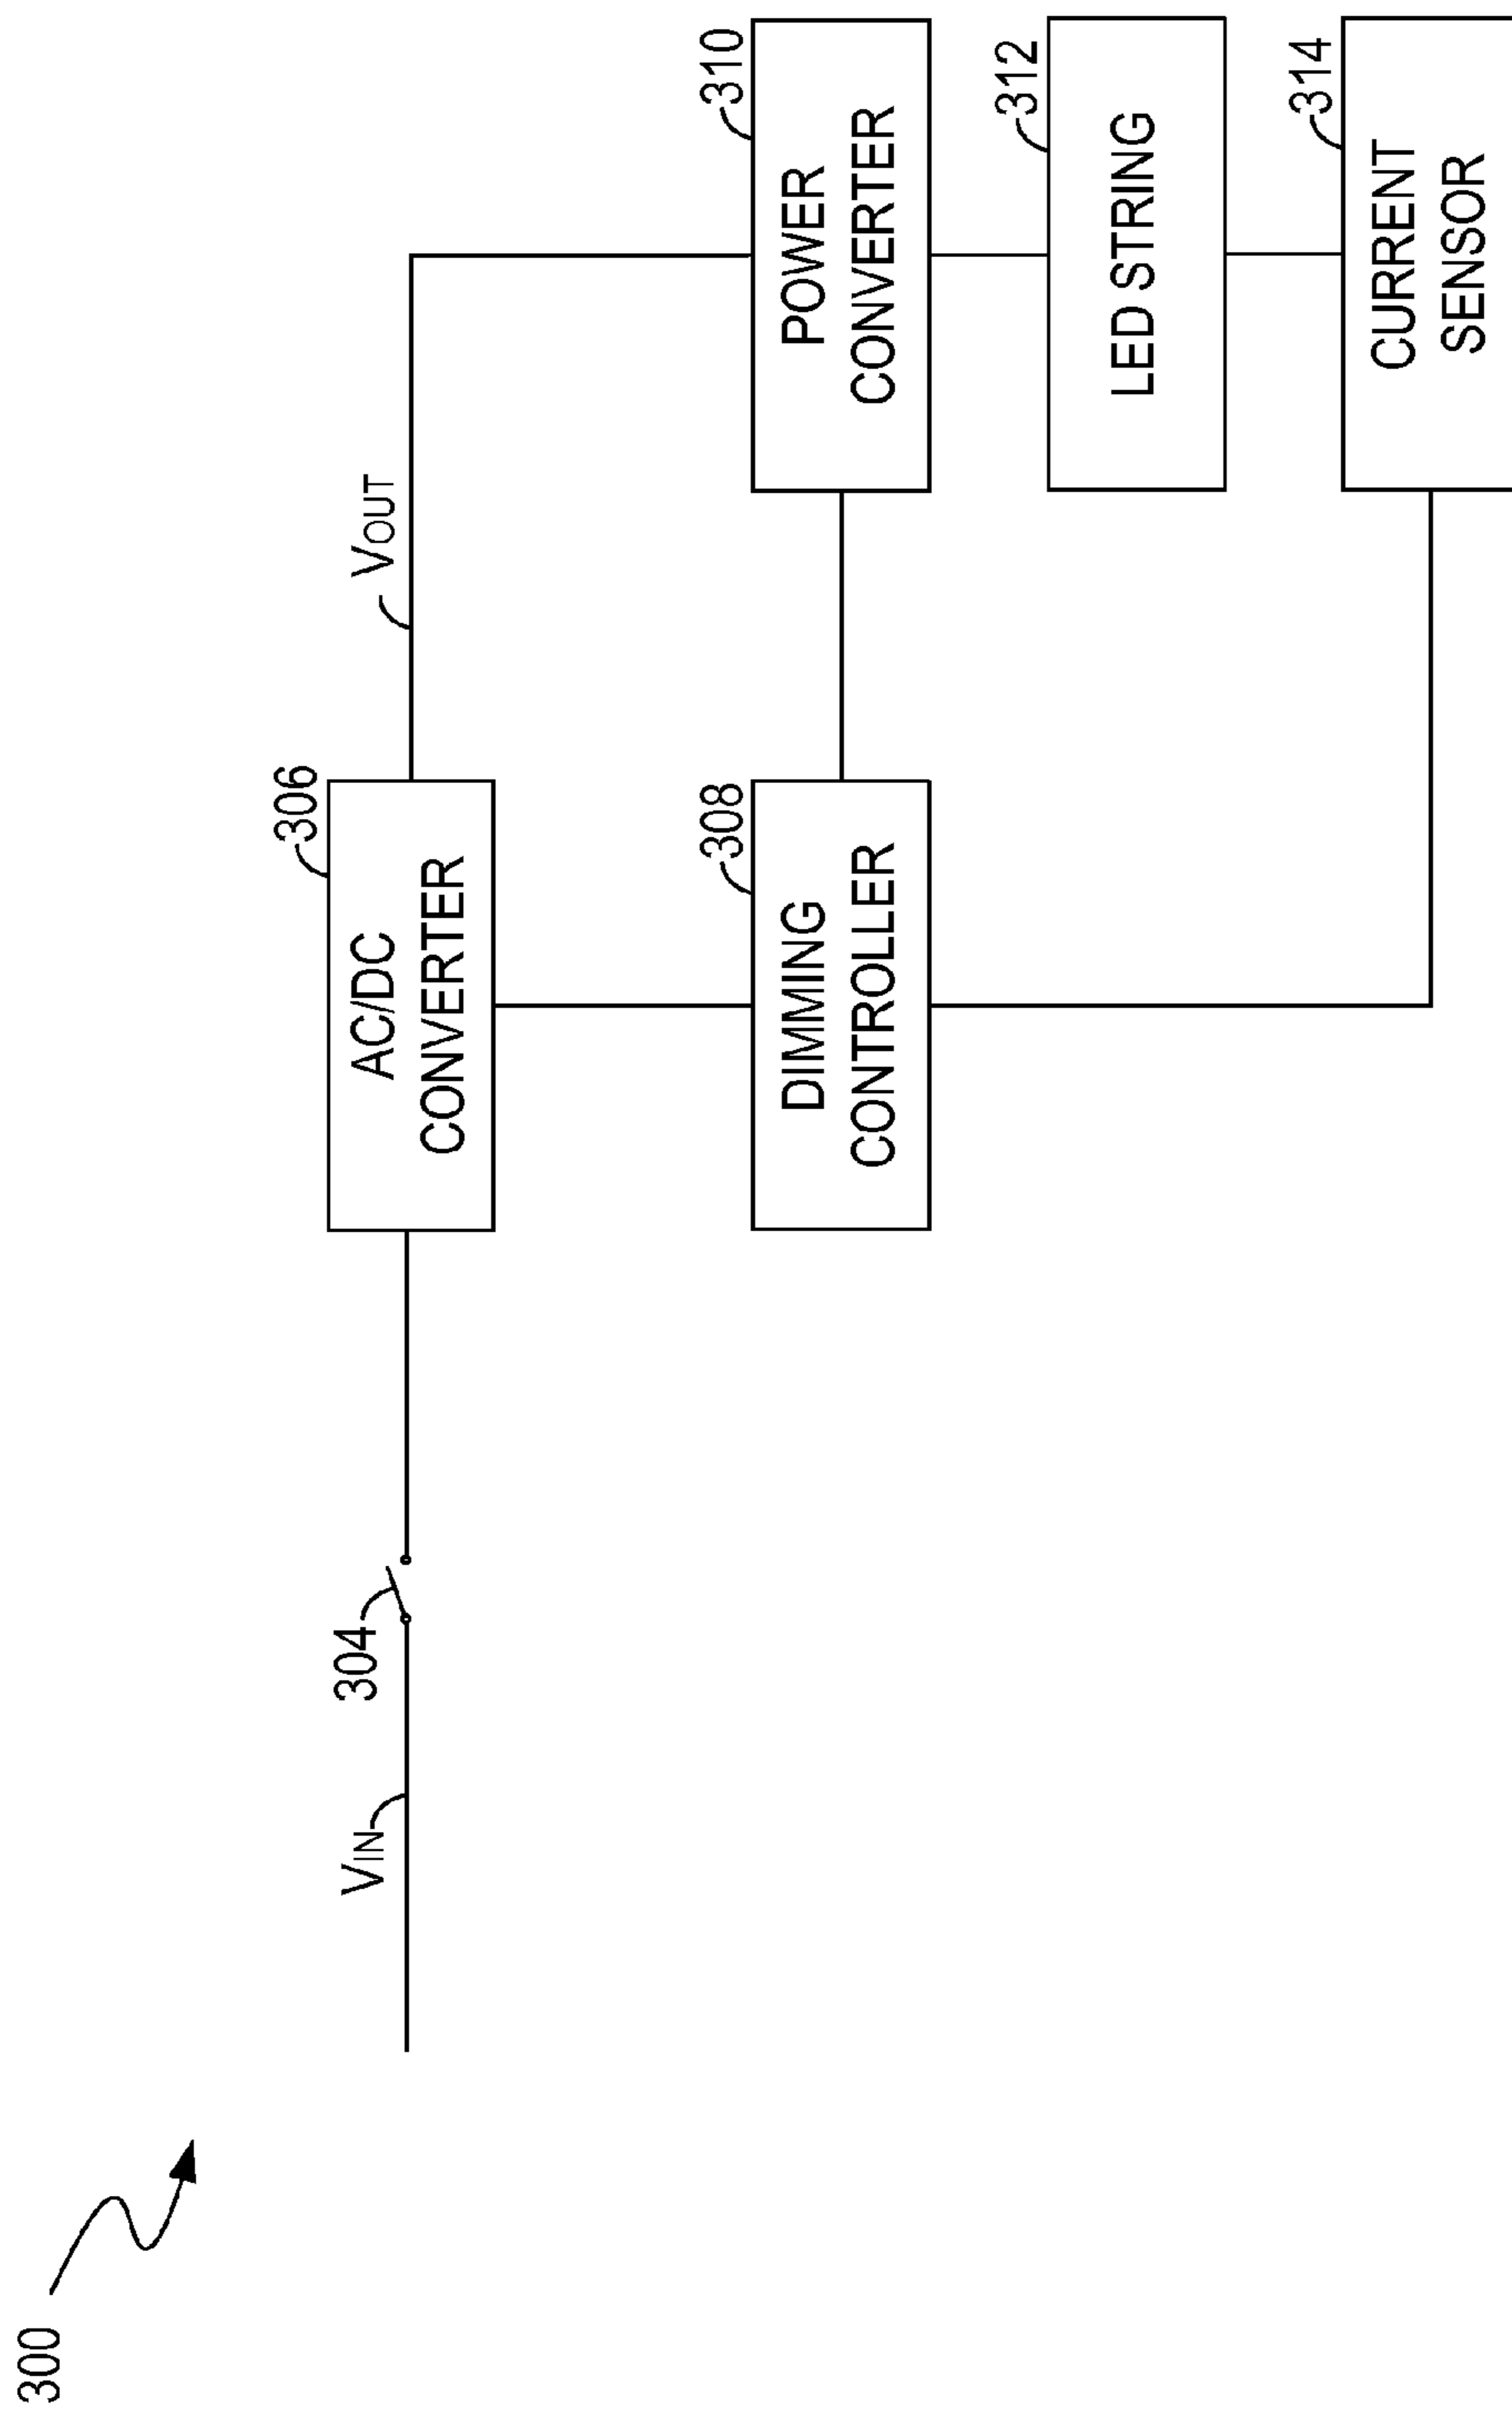 300
VIN
304
306
AC/DC
CONVERTER
VOUT
308
DIMMING
CONTROLLER
310
POWER
CONVERTER
312
LED STRING
314
CURRENT
SENSOR